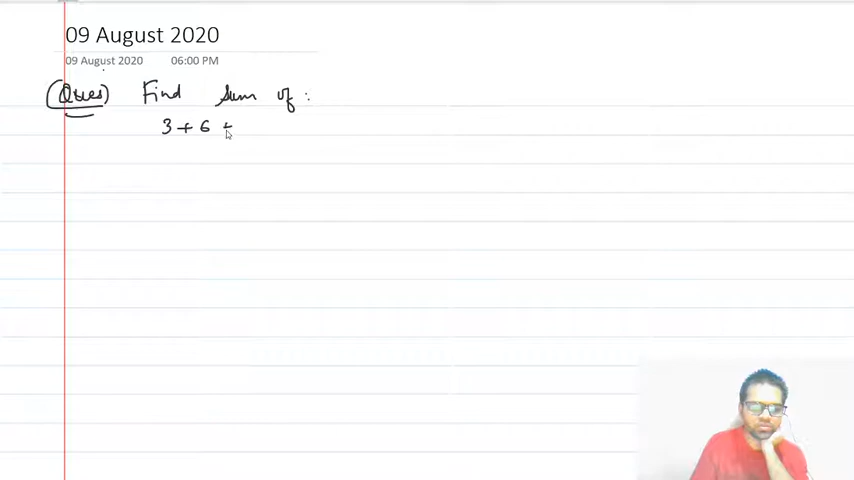 09 August 2020
09 August 2020 06:00 PM
Ques) Find Sum of :
3 + 6 +